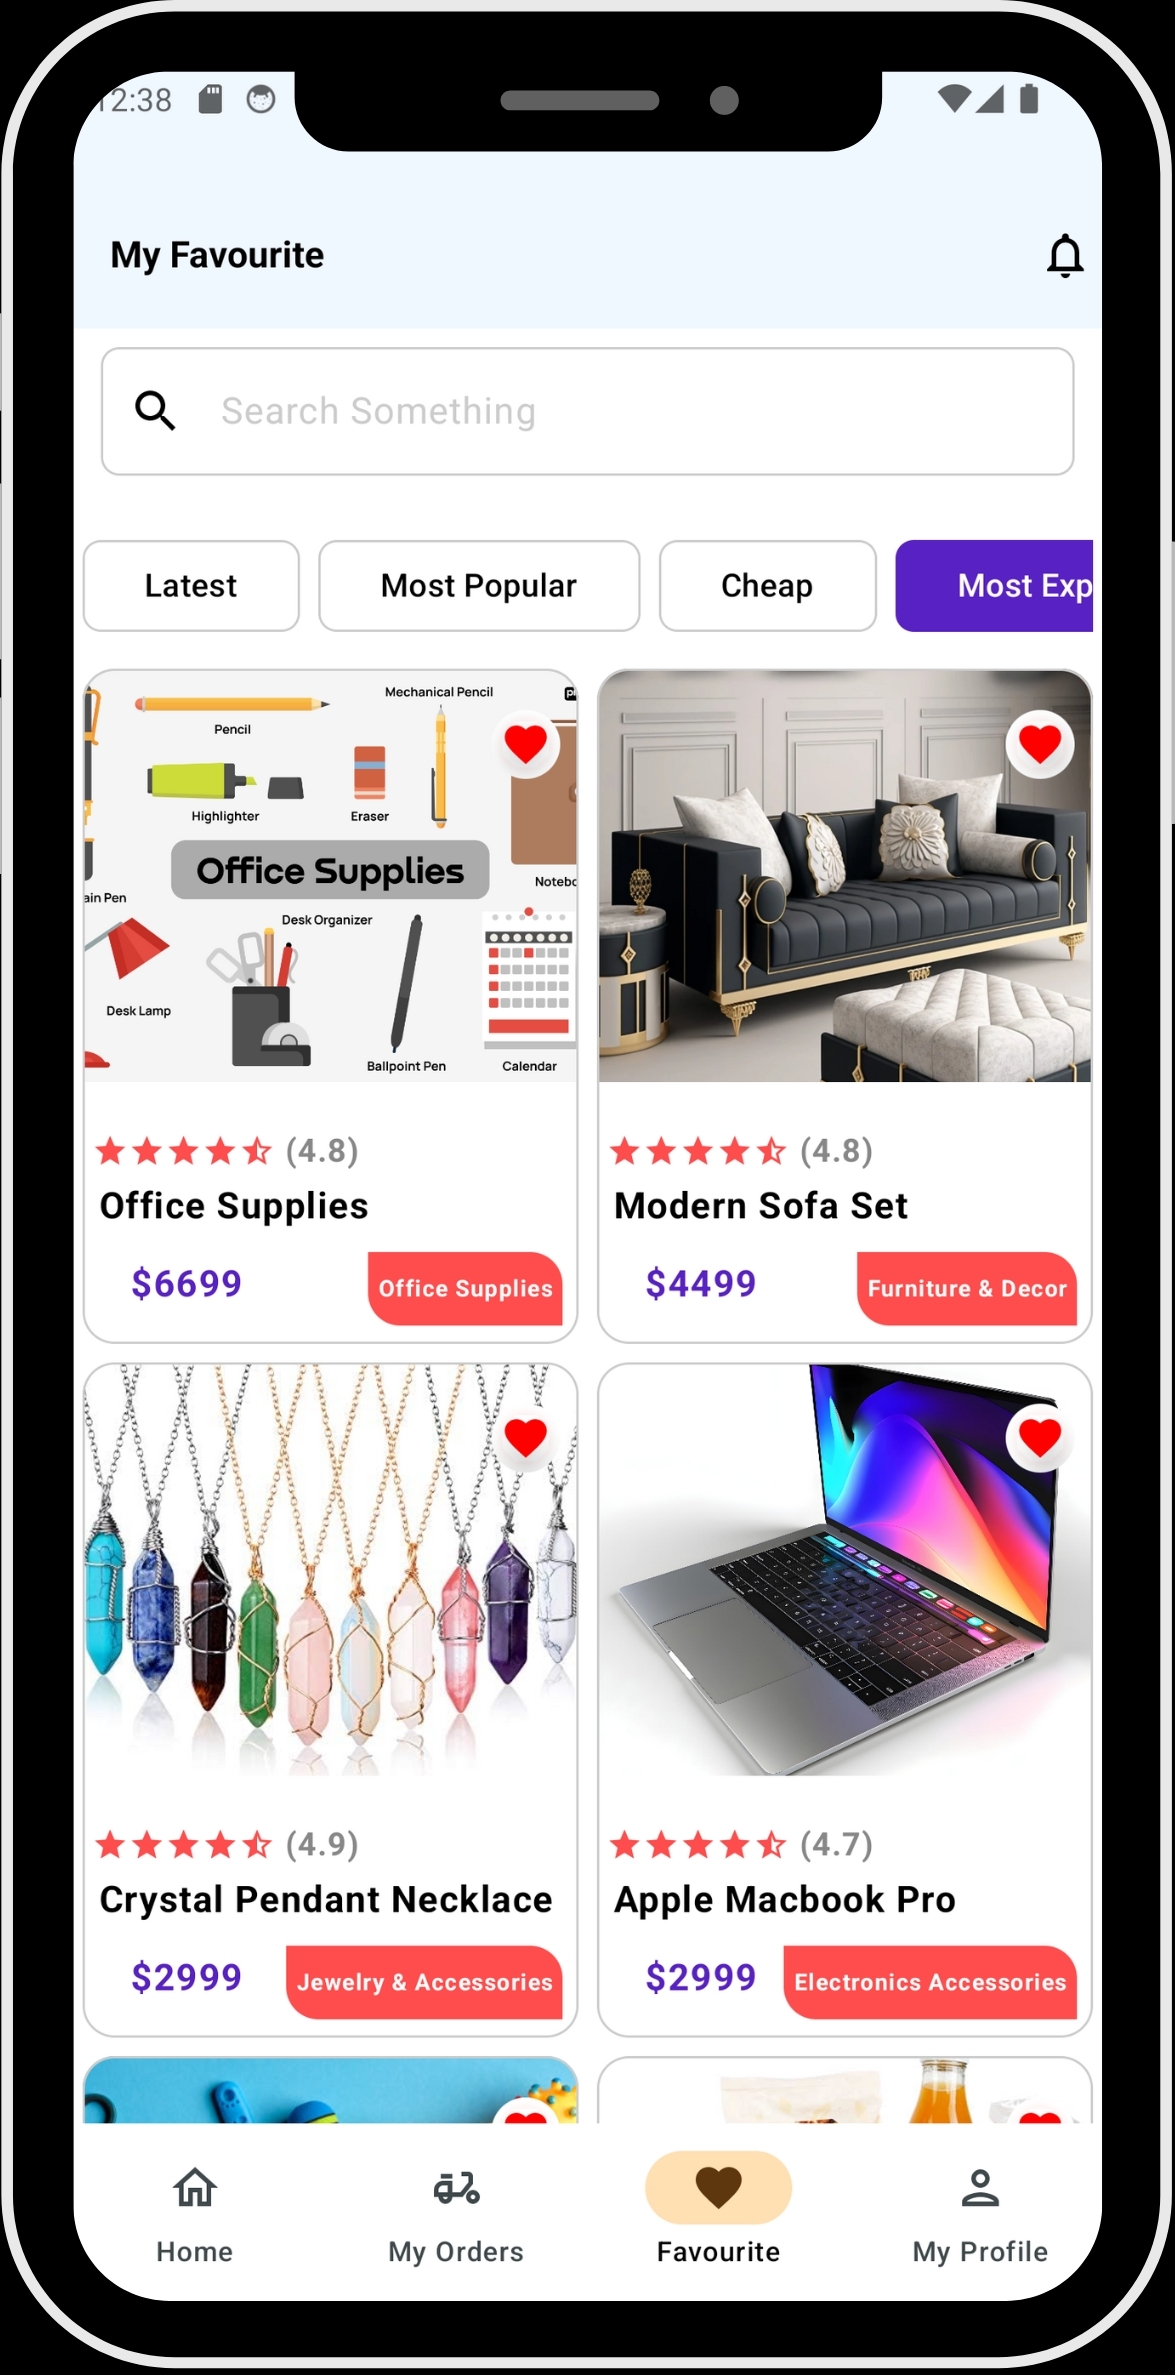 12:38
My Favourite
Search Something
Latest
Most Popular
Cheap
Most Exp
Mechanical Pencil
Pencil
Highlighter
Eraser
Office Supplies
ain Pen
Notebo
Desk Organizer
Desk Lamp
Ballpoint Pen
Calendar
(4.8)
Office Supplies
$6699
Office Supplies
(4.8)
Modern Sofa Set
$4499
Furniture & Decor
(4.9)
Crystal Pendant Necklace
$2999
Jewelry & Accessories
(4.7)
Apple Macbook Pro
$2999
Electronics Accessories
Home
My Orders
Favourite
My Profile